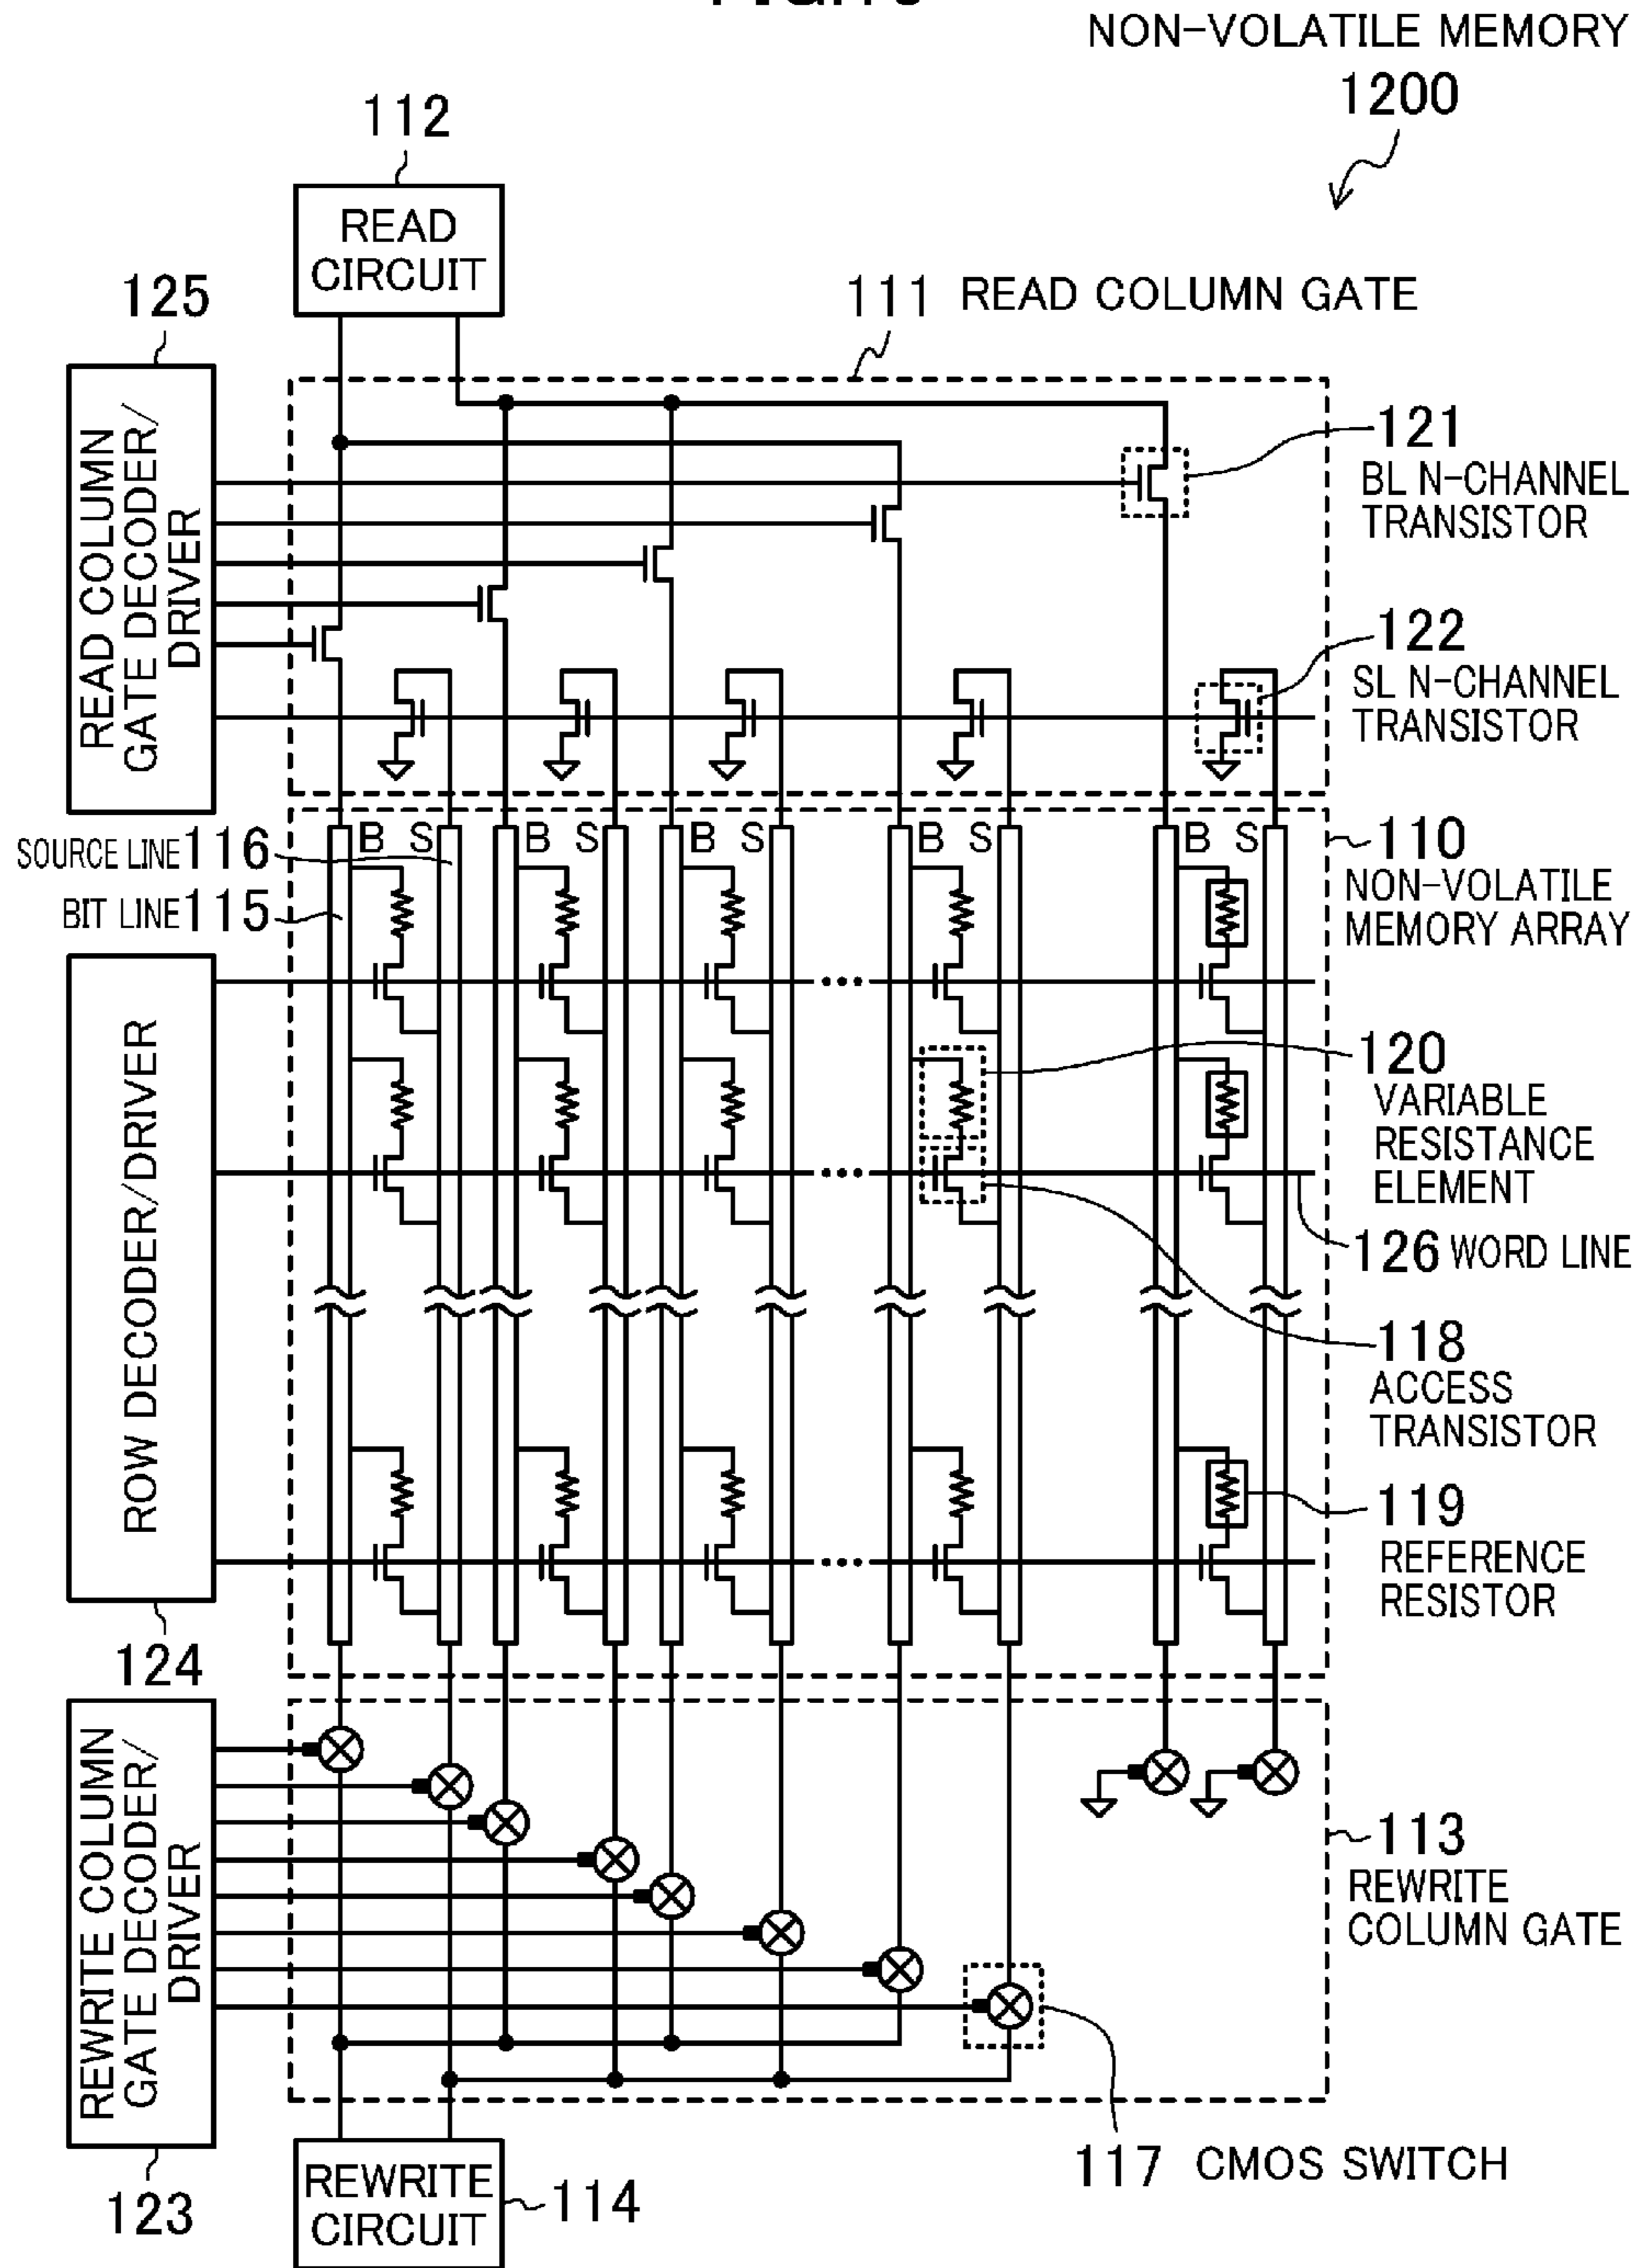 NON-VOLATILE MEMORY
1200
112
READ
CIRCUIT
125
READ COLUMN
GATE DECODER/
DRIVER
111 READ COLUMN GATE
121
BL N-CHANNEL
TRANSISTOR
122
SL N-CHANNEL
TRANSISTOR
B S B S B S B S B S
SOURCE LINE 116
BIT LINE 115
110
NON-VOLATILE
MEMORY ARRAY
ROW DECODER/DRIVER
120
VARIABLE
RESISTANCE
ELEMENT
126 WORD LINE
118
ACCESS
TRANSISTOR
119
REFERENCE
RESISTOR
124
REWRITE COLUMN
GATE DECODER/
DRIVER
113
REWRITE
COLUMN GATE
117 CMOS SWITCH
123
REWRITE
CIRCUIT
114